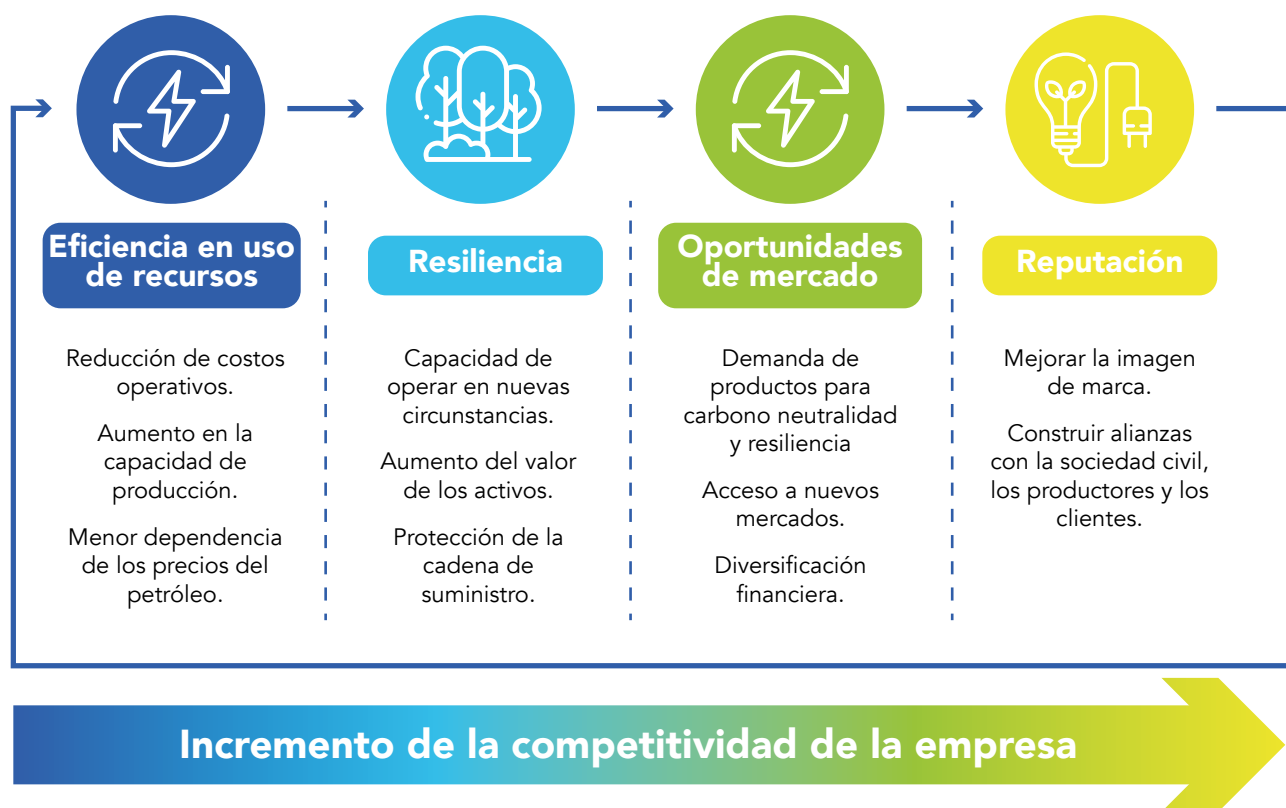 Eficiencia en uso
de recursos
Reducción de costos
operativos.
Aumento en la
capacidad de
producción.
Menor dependencia
de los precios del
petróleo.
Resiliencia
Capacidad de
operar en nuevas
circunstancias.
Aumento del valor
de los activos.
Protección de la
cadena de
suministro.
Oportunidades
de mercado
Demanda de
productos para
carbono neutralidad
y resiliencia
Acceso a nuevos
mercados.
Diversificación
financiera.
Reputación
Mejorar la imagen
de marca.
Construir alianzas
con la sociedad civil,
los productores y los
clientes.
Incremento de la competitividad de la empresa